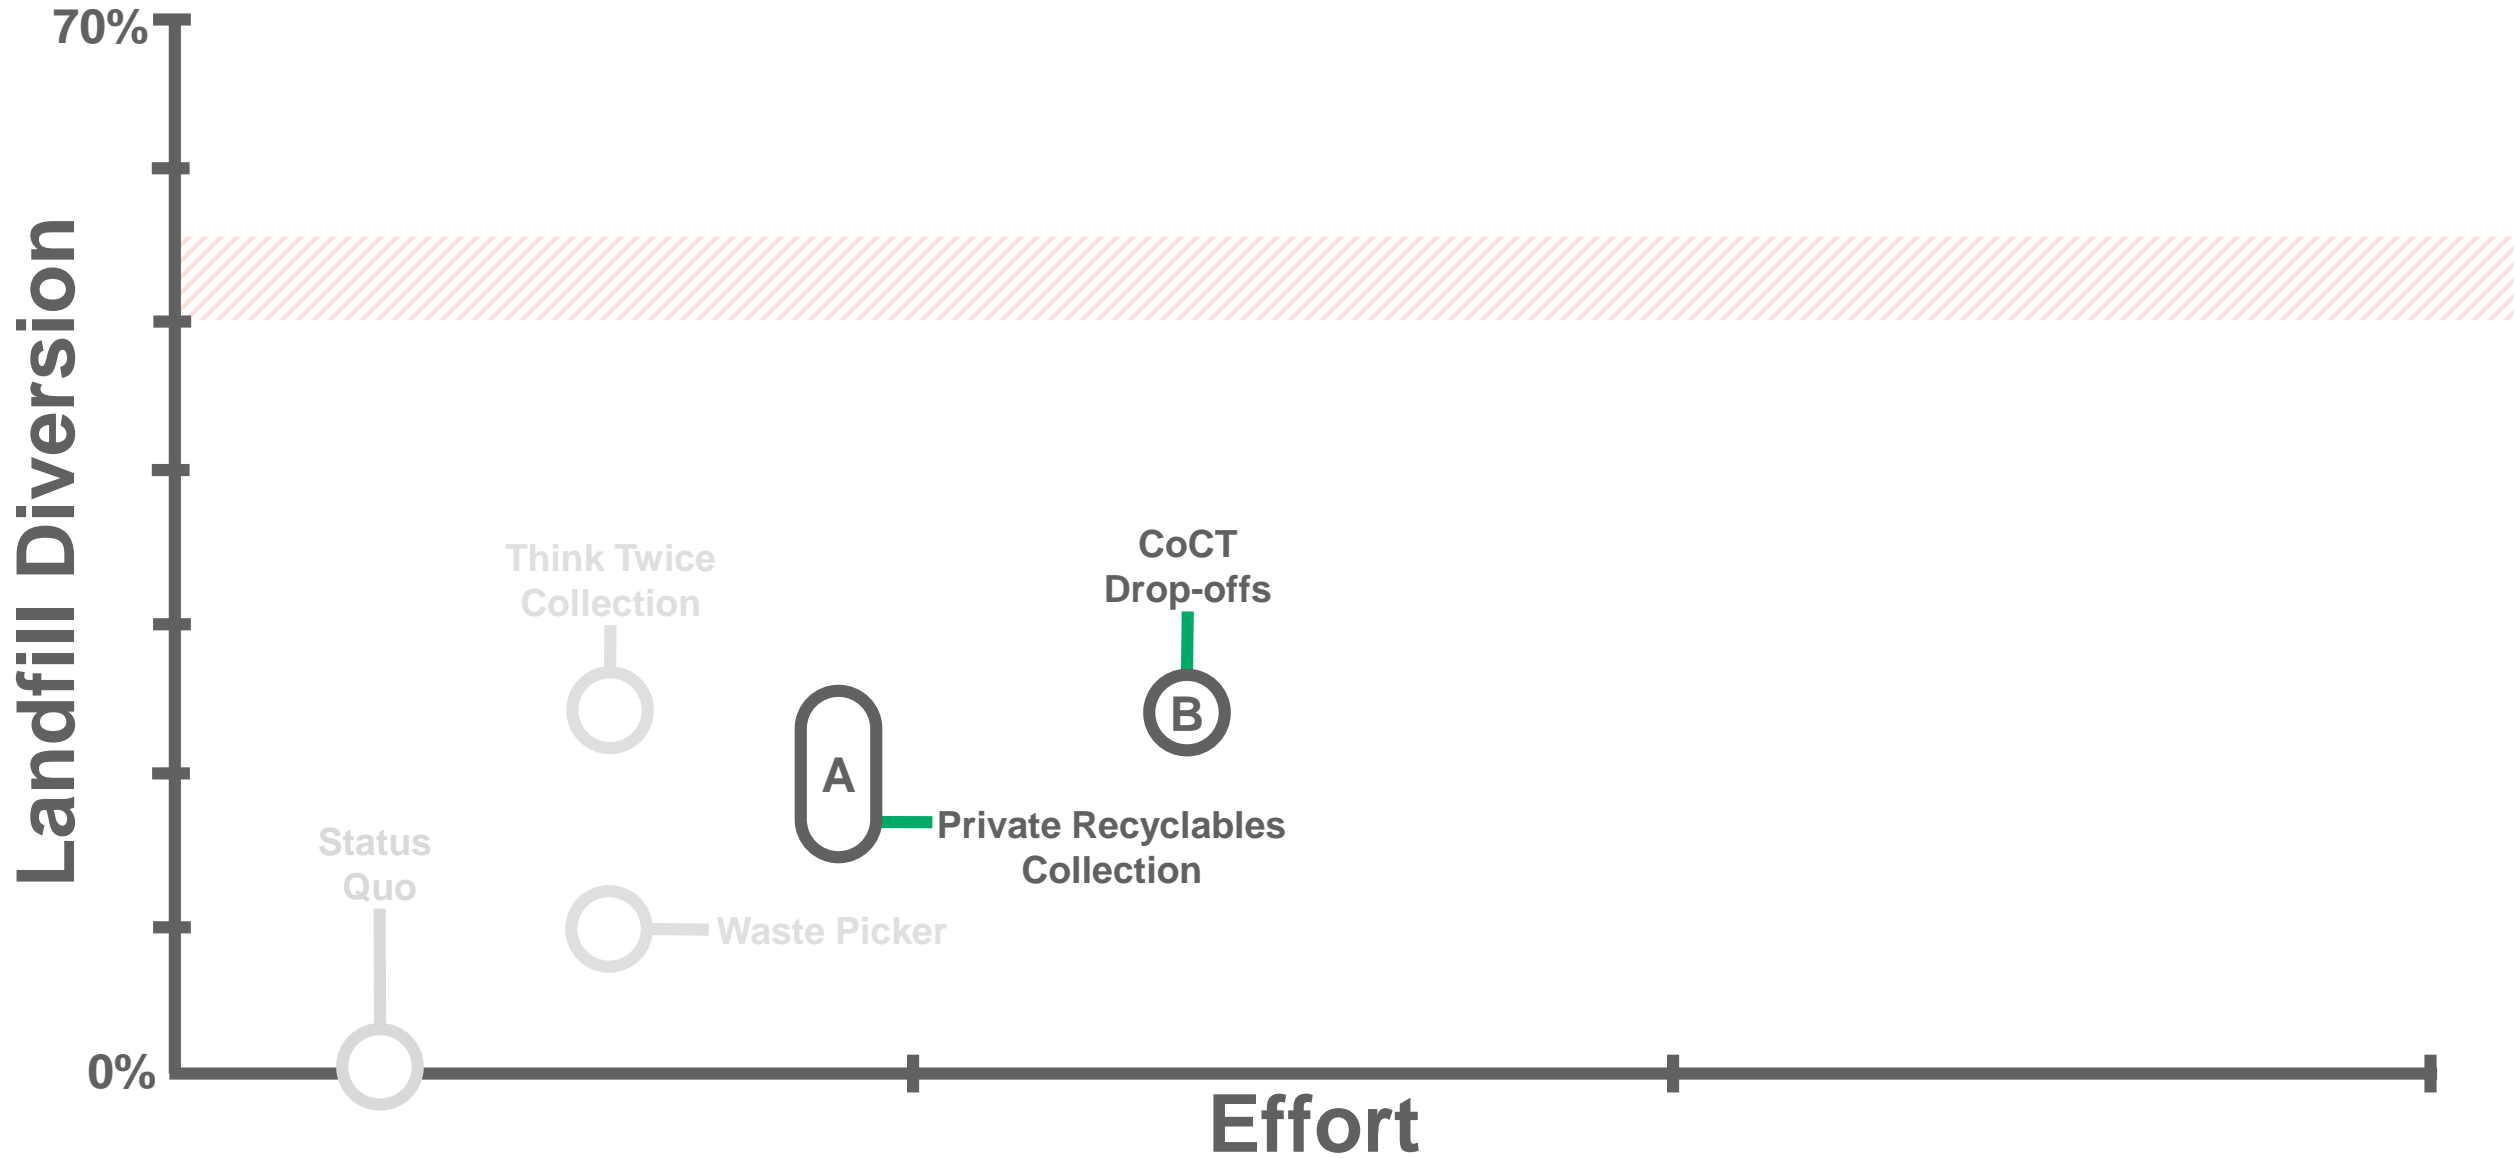 70%
Landfill Diversion
Think Twice
Collection
CoCT
Drop-offs
B
A
Private Recyclables
Collection
Status
Quo
Waste Picker
0%
Effort